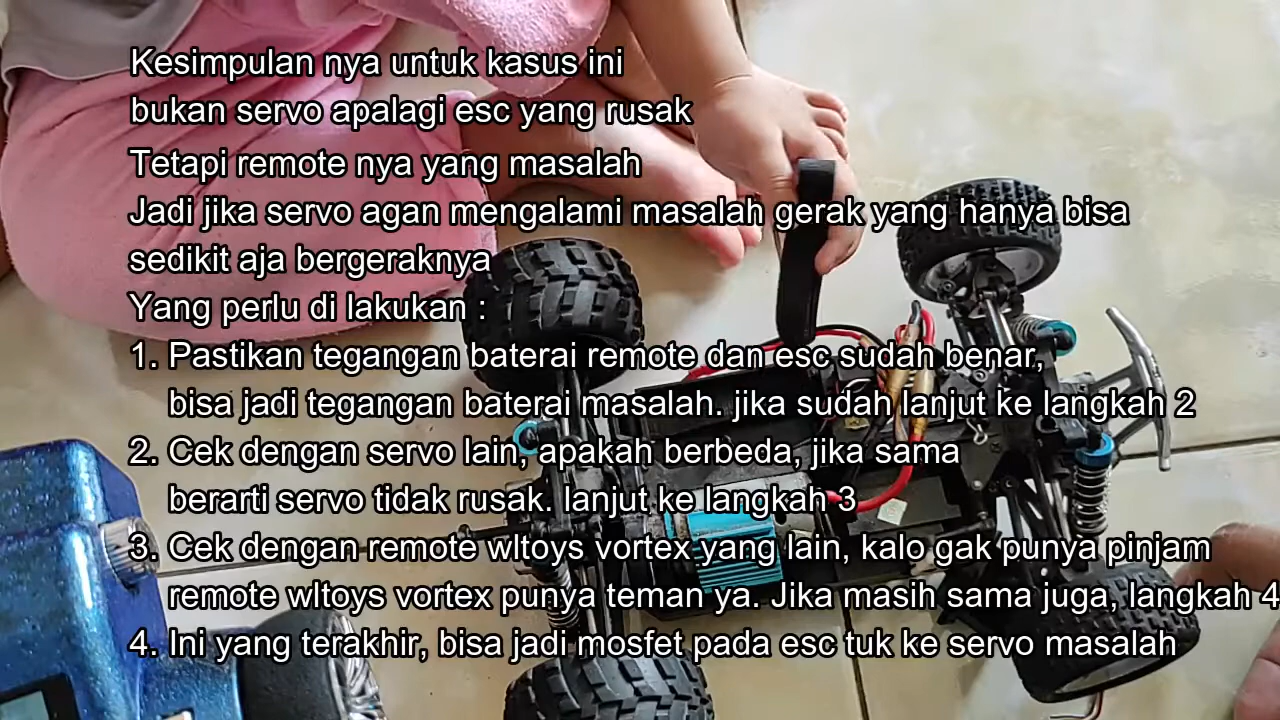 Kesimpulan nya untuk kasus ini
bukan servo apalagi esc yang rusak
Tetapi remote nya yang masalah
Jadi jika servo agan mengalami masalah gerak yang hanya bisa
sedikit aja bergeraknya
Yang perlu di lakukan :
1. Pastikan tegangan baterai remote dan esc sudah benar,
bisa jadi tegangan baterai masalah. jika sudah lanjut ke langkah 2
2. Cek dengan servo lain, apakah berbeda, jika sama
berarti servo tidak rusak. lanjut ke langkah 3
3. Cek dengan remote wltoys vortex yang lain, kalo gak punya pinjam
remote wltoys vortex punya teman ya. Jika masih sama juga, langkah 4
4. Ini yang terakhir, bisa jadi mosfet pada esc tuk ke servo masalah